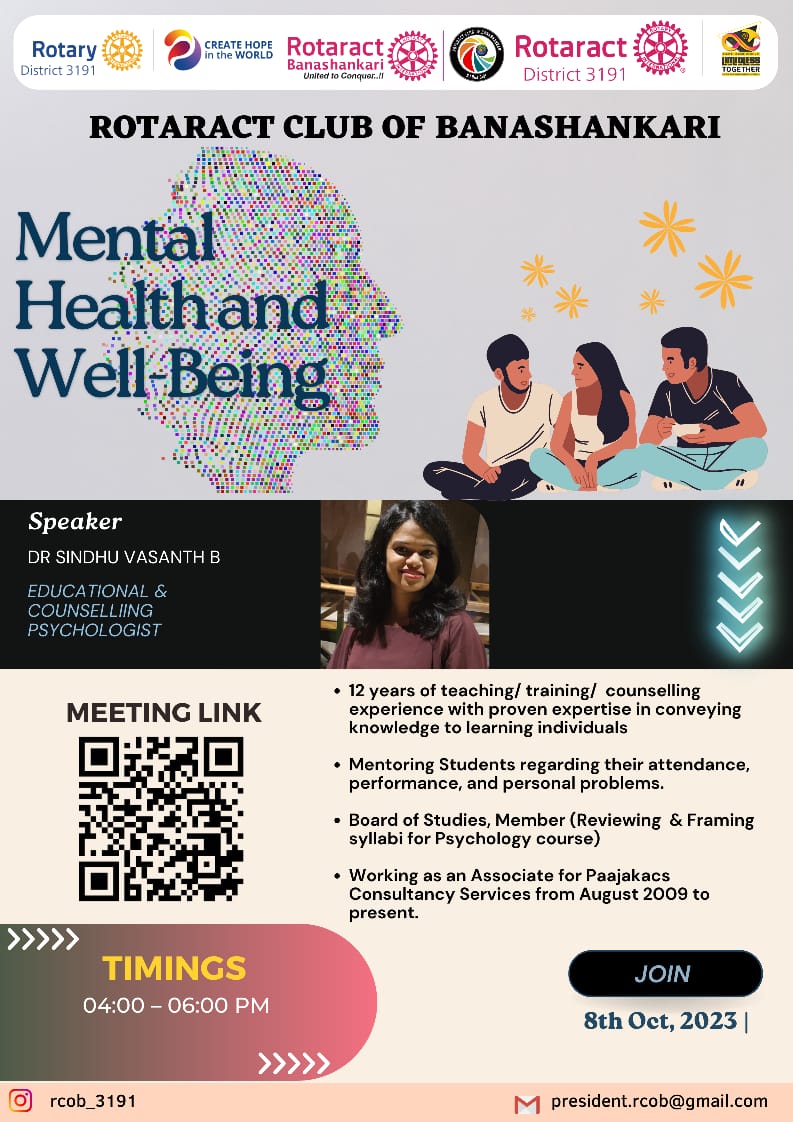 Rotary
District 3191
CREATE HOPE
in the WORLD
Rotaract
Banashankari
United to Conquer..!!
Rotaract
District 3191
LIMITLESS
TOGETHER
ROTARACT CLUB OF BANASHANKARI
Mental
Health and
Well-Being
Speaker
DR SINDHU VASANTH B
EDUCATIONAL &
COUNSELLIING
PSYCHOLOGIST
MEETING LINK
• 12 years of teaching/ training/ counselling
experience with proven expertise in conveying
knowledge to learning individuals
• Mentoring Students regarding their attendance,
performance, and personal problems.
• Board of Studies, Member (Reviewing & Framing
syllabi for Psychology course)
• Working as an Associate for Paajakacs
Consultancy Services from August 2009 to
present.
TIMINGS
04:00 – 06:00 PM
JOIN
8th Oct, 2023 |
rcob_3191
president.rcob@gmail.com